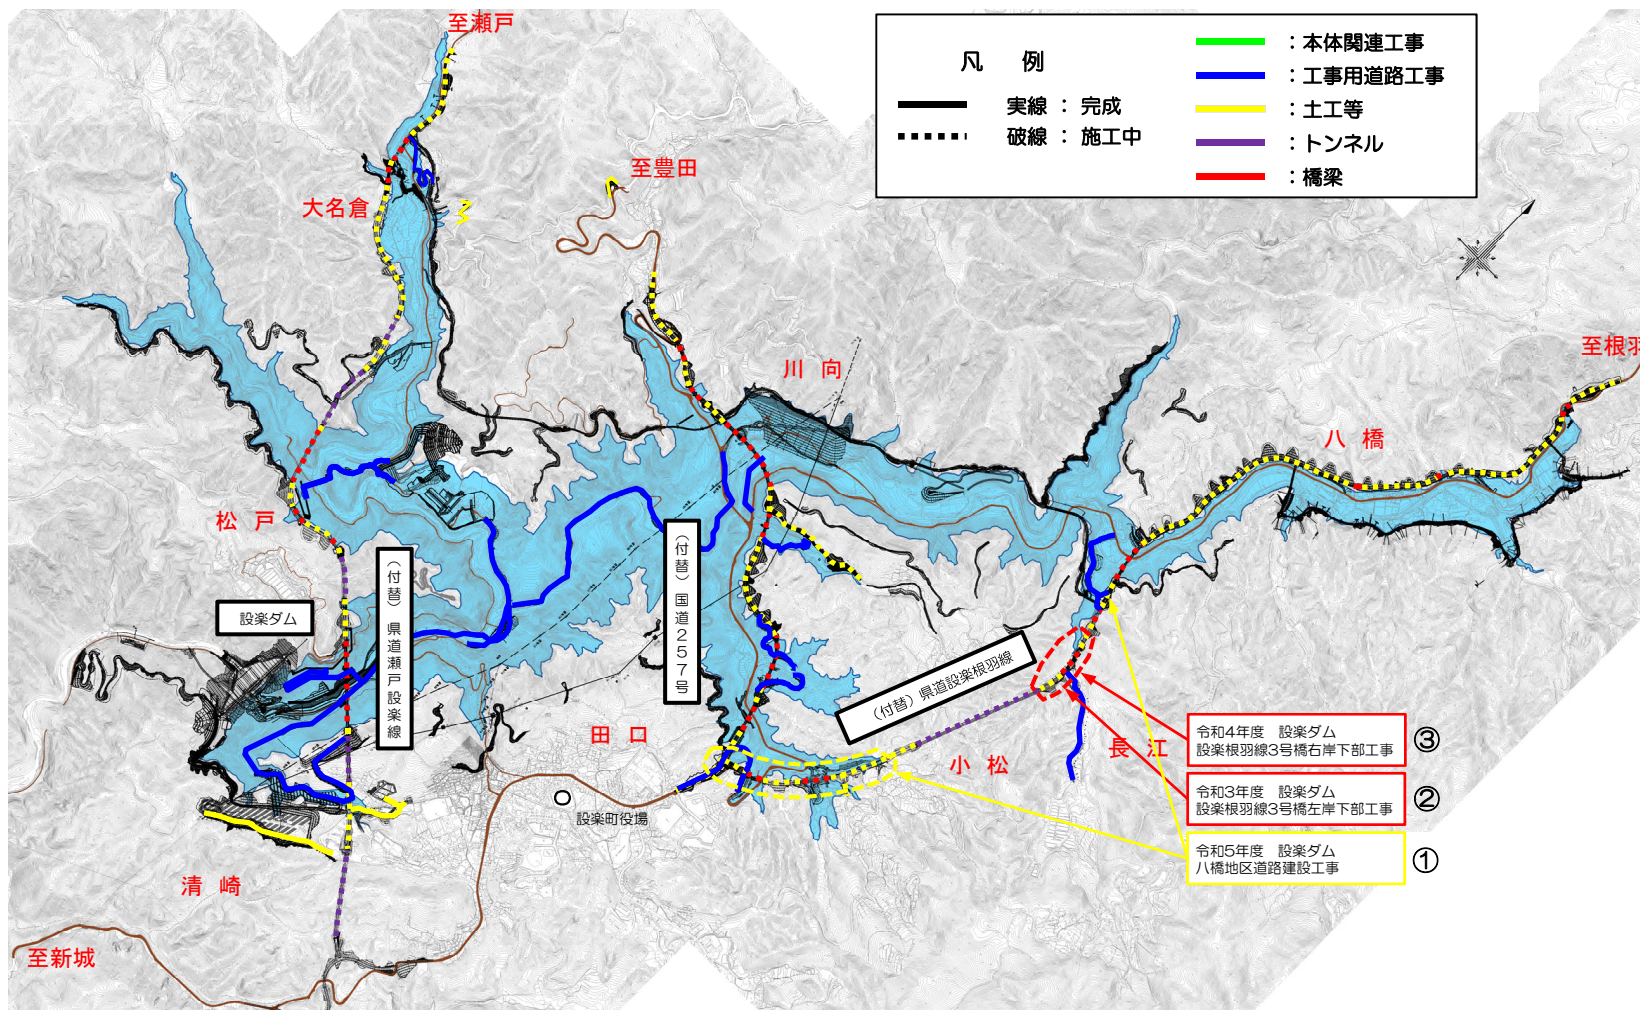 至瀬戸
凡 例
実線 ： 完成
破線 ： 施工中
：本体関連工事
：工事用道路工事
：土工等
：トンネル
：橋梁
至豊田
大名倉
川 向
至根羽
八 橋
松 戸
（付替）県道瀬戸設楽線
（付替）国道２５７号
設楽ダム
（付替）県道設楽根羽線
田 口
小 松
長 江
令和4年度 設楽ダム
設楽根羽線3号橋右岸下部工事
③
令和3年度 設楽ダム
設楽根羽線3号橋左岸下部工事
②
設楽町役場
令和5年度 設楽ダム
八橋地区道路建設工事
①
清 崎
至新城